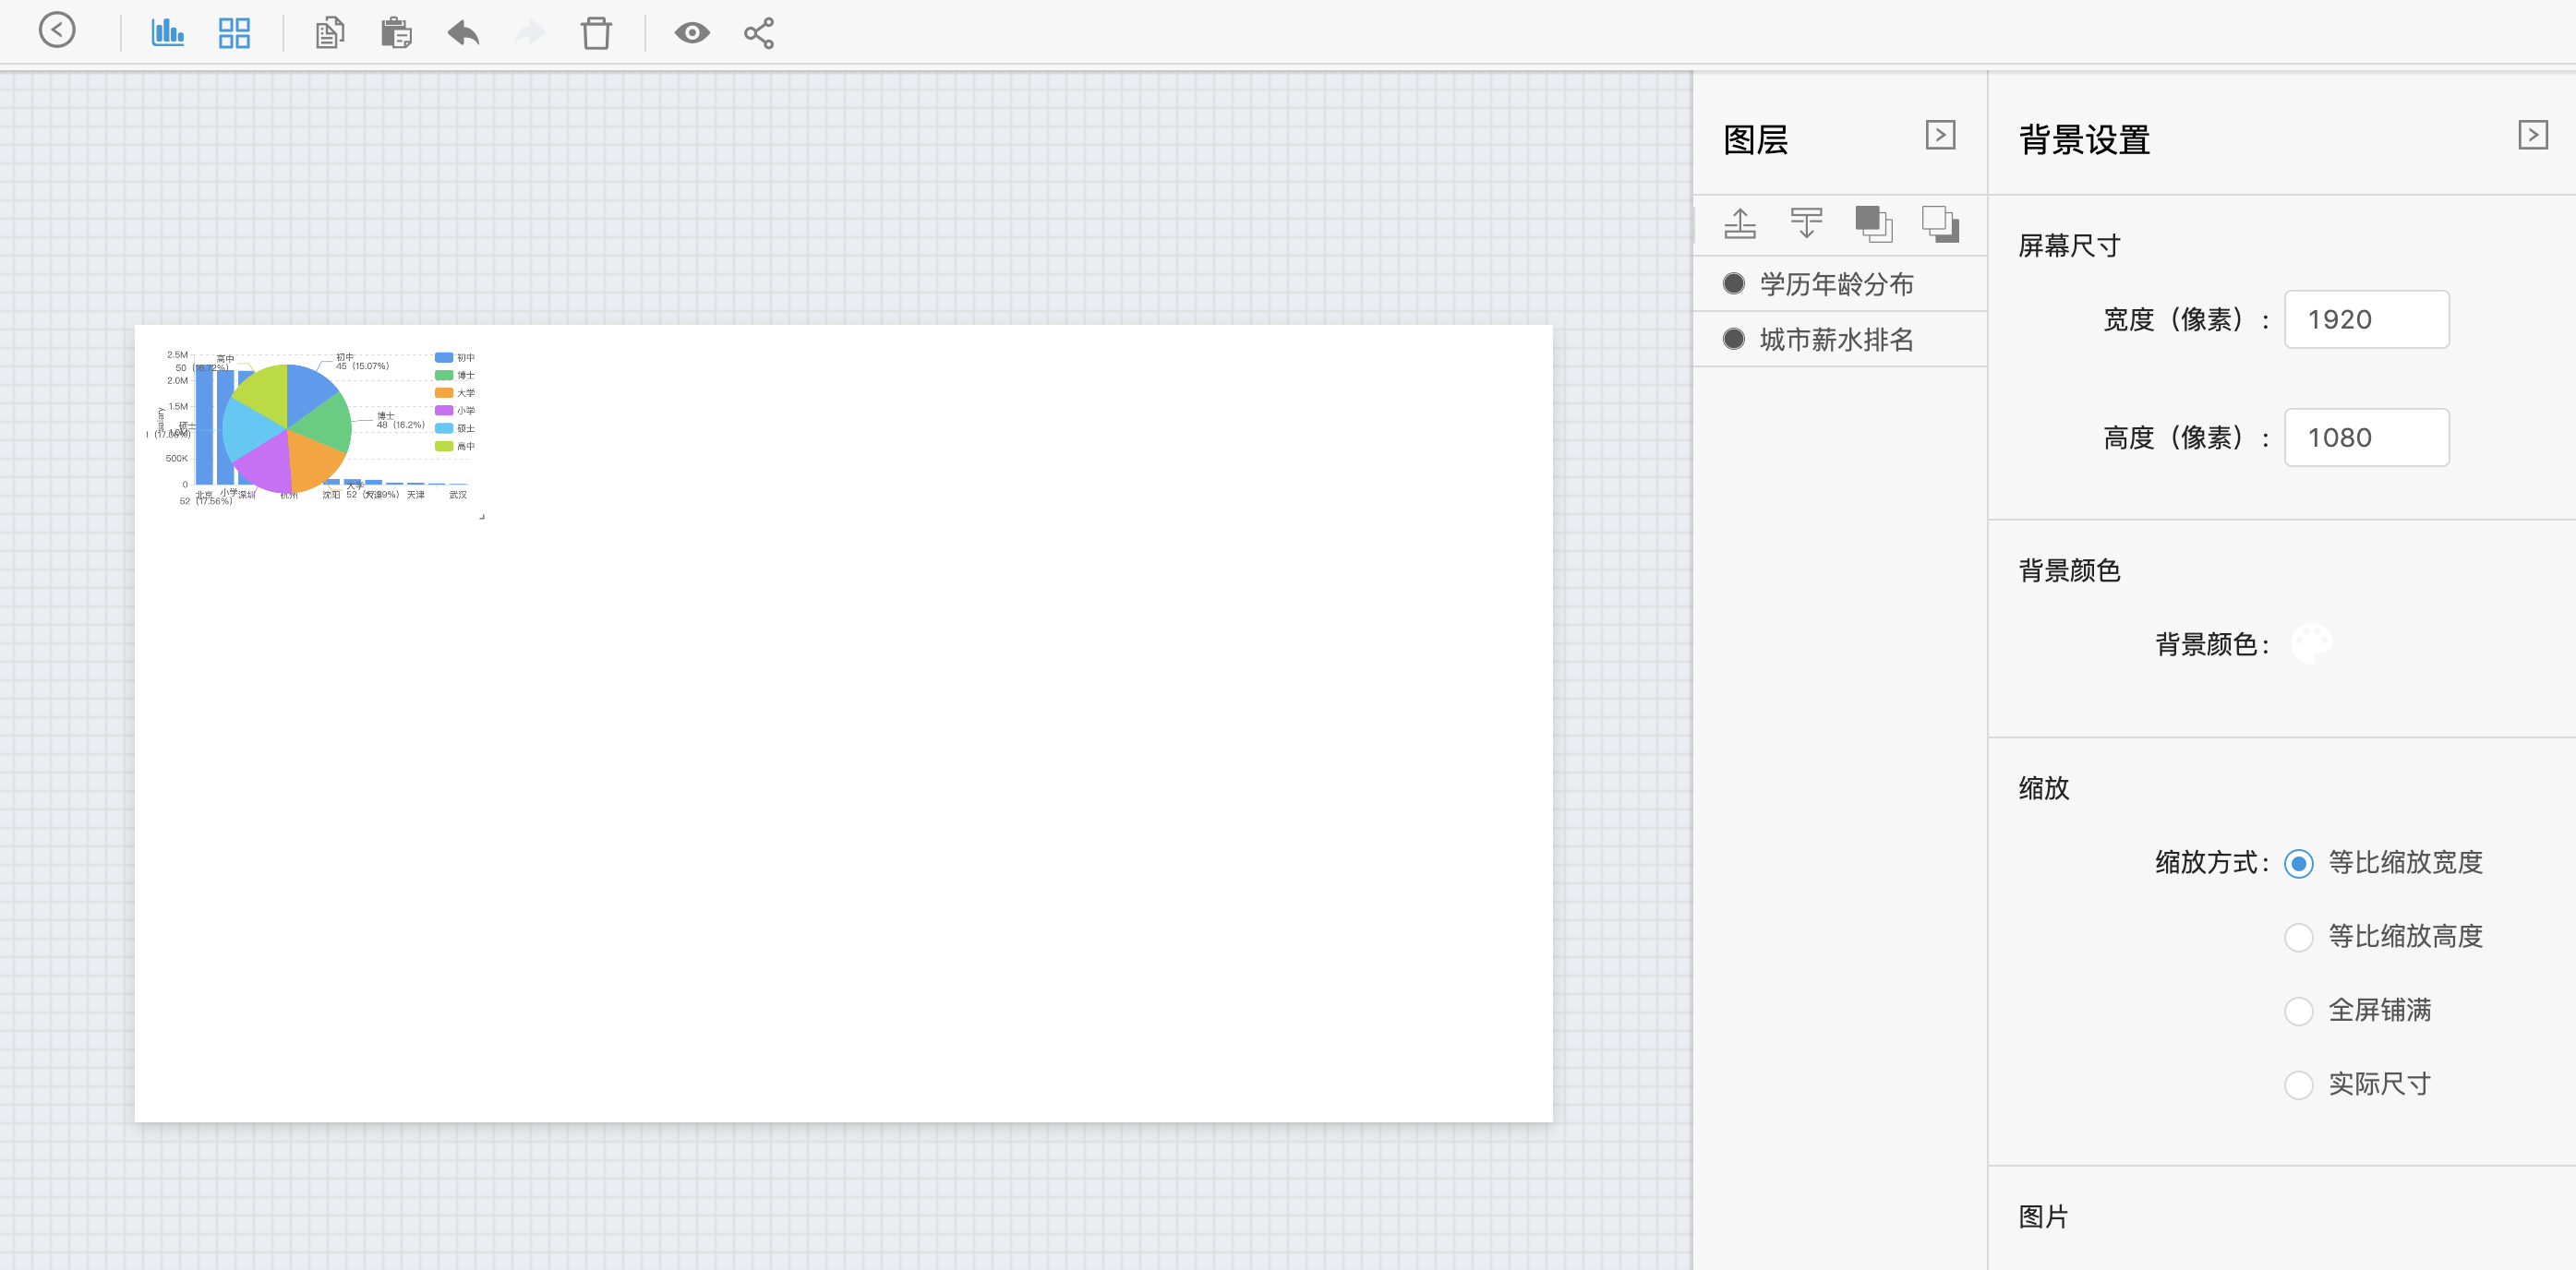 图层
背景设置
屏幕尺寸
学历年龄分布
宽度（像素）: 1920
城市薪水排名
高度（像素）: 1080
2.5M
高中
初中
初中
45（15.07%）
50（16.72%）
博士
2.0M
大学
1.5M
小学
salary
博士
48（16.2%）
硕士
硕士
1.0M
高中
500K
0
北京
小学
深圳
杭州
沈阳
大学
大连
天津
武汉
52（17.56%）
背景颜色
背景颜色:
缩放
缩放方式: 等比缩放宽度
等比缩放高度
全屏铺满
实际尺寸
图片